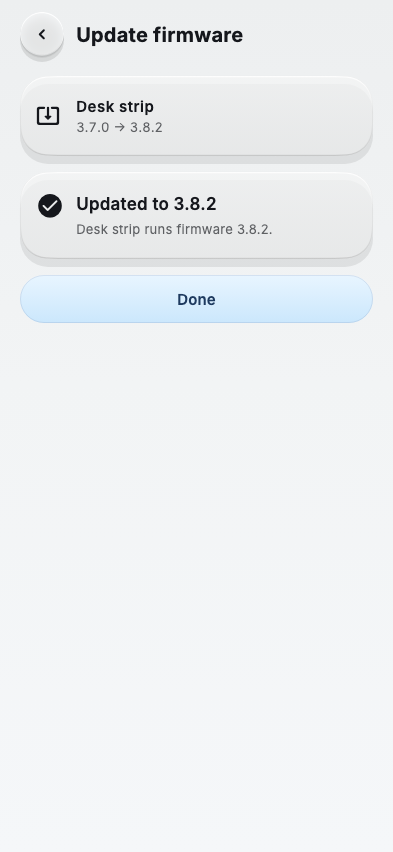 Update firmware
Desk strip
3.7.0 → 3.8.2
Updated to 3.8.2
Desk strip runs firmware 3.8.2.
Done